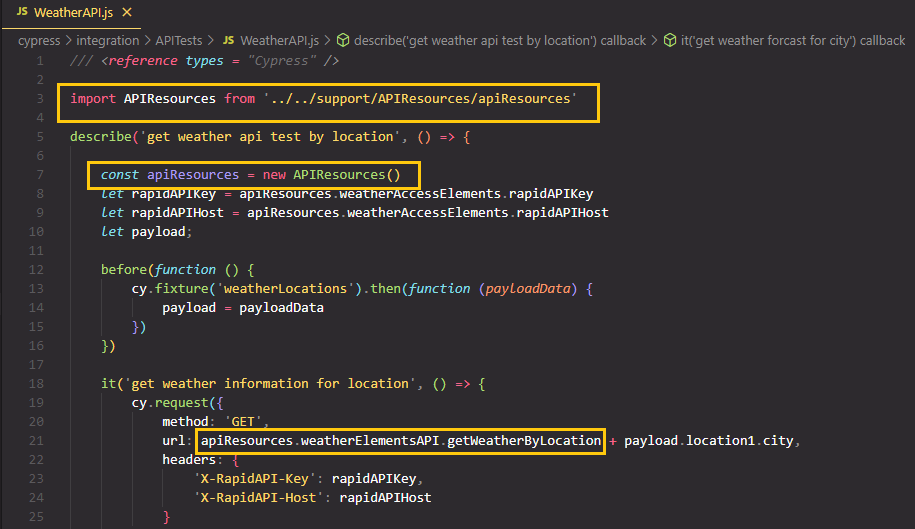 JS WeatherAPI.js ×
cypress > integration > APITests > JS WeatherAPI.js > describe('get weather api test by location') callback > it('get weather forcast for city') callback
1 /// <reference types = "Cypress" />
2
3 import APIResources from '../../support/APIResources/apiResources'
4
5 describe('get weather api test by location', () => {
6
7 const apiResources = new APIResources()
8 let rapidAPIKey = apiResources.weatherAccessElements.rapidAPIKey
9 let rapidAPIHost = apiResources.weatherAccessElements.rapidAPIHost
10 let payload;
11
12 before(function () {
13 cy.fixture('weatherLocations').then(function (payloadData) {
14 payload = payloadData
15 })
16 })
17
18 it('get weather information for location', () => {
19 cy.request({
20 method: 'GET',
21 url: apiResources.weatherElementsAPI.getWeatherByLocation + payload.location1.city,
22 headers: {
23 'X-RapidAPI-Key': rapidAPIKey,
24 'X-RapidAPI-Host': rapidAPIHost
25 }